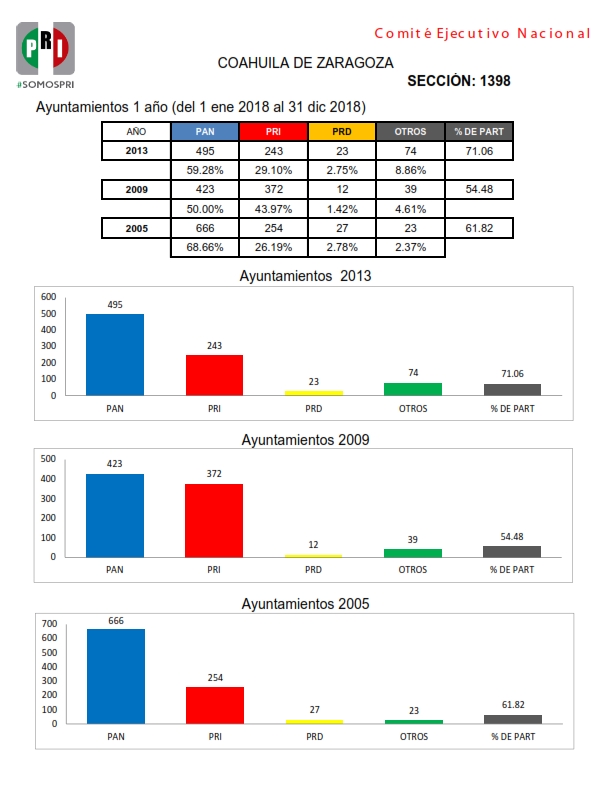 Comité Ejecutivo Nacional
PRI
#SOMOSPRI
COAHUILA DE ZARAGOZA
SECCIÓN: 1398
Ayuntamientos 1 año (del 1 ene 2018 al 31 dic 2018)
AÑO PAN PRI PRD OTROS % DE PART
2013 495 243 23 74 71.06
59.28% 29.10% 2.75% 8.86%
2009 423 372 12 39 54.48
50.00% 43.97% 1.42% 4.61%
2005 666 254 27 23 61.82
68.66% 26.19% 2.78% 2.37%
Ayuntamientos 2013
600
500
400
300
200
100
0
495 243 23 74 71.06
PAN PRI PRD OTROS % DE PART
Ayuntamientos 2009
500
400
300
200
100
0
423 372 12 39 54.48
PAN PRI PRD OTROS % DE PART
Ayuntamientos 2005
700
600
500
400
300
200
100
0
666 254 27 23 61.82
PAN PRI PRD OTROS % DE PART